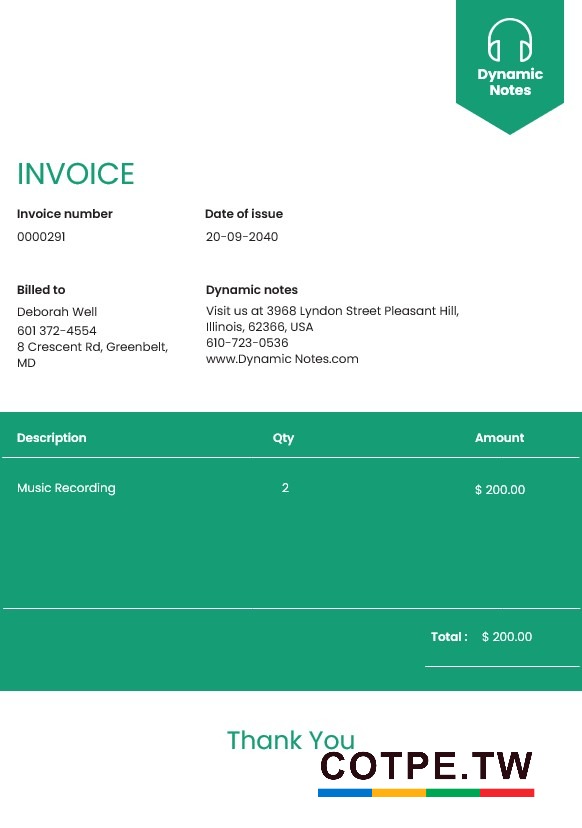 Dynamic
Notes
INVOICE
Invoice number
Date of issue
0000291
20-09-2040
Billed to
Deborah Well
601 372-4554
8 Crescent Rd, Greenbelt,
MD
Dynamic notes
Visit us at 3968 Lyndon Street Pleasant Hill,
Illinois, 62366, USA
610-723-0536
www.Dynamic Notes.com
Description Qty Amount
Music Recording 2 $ 200.00
Total : $ 200.00
Thank You
COTPE.TW